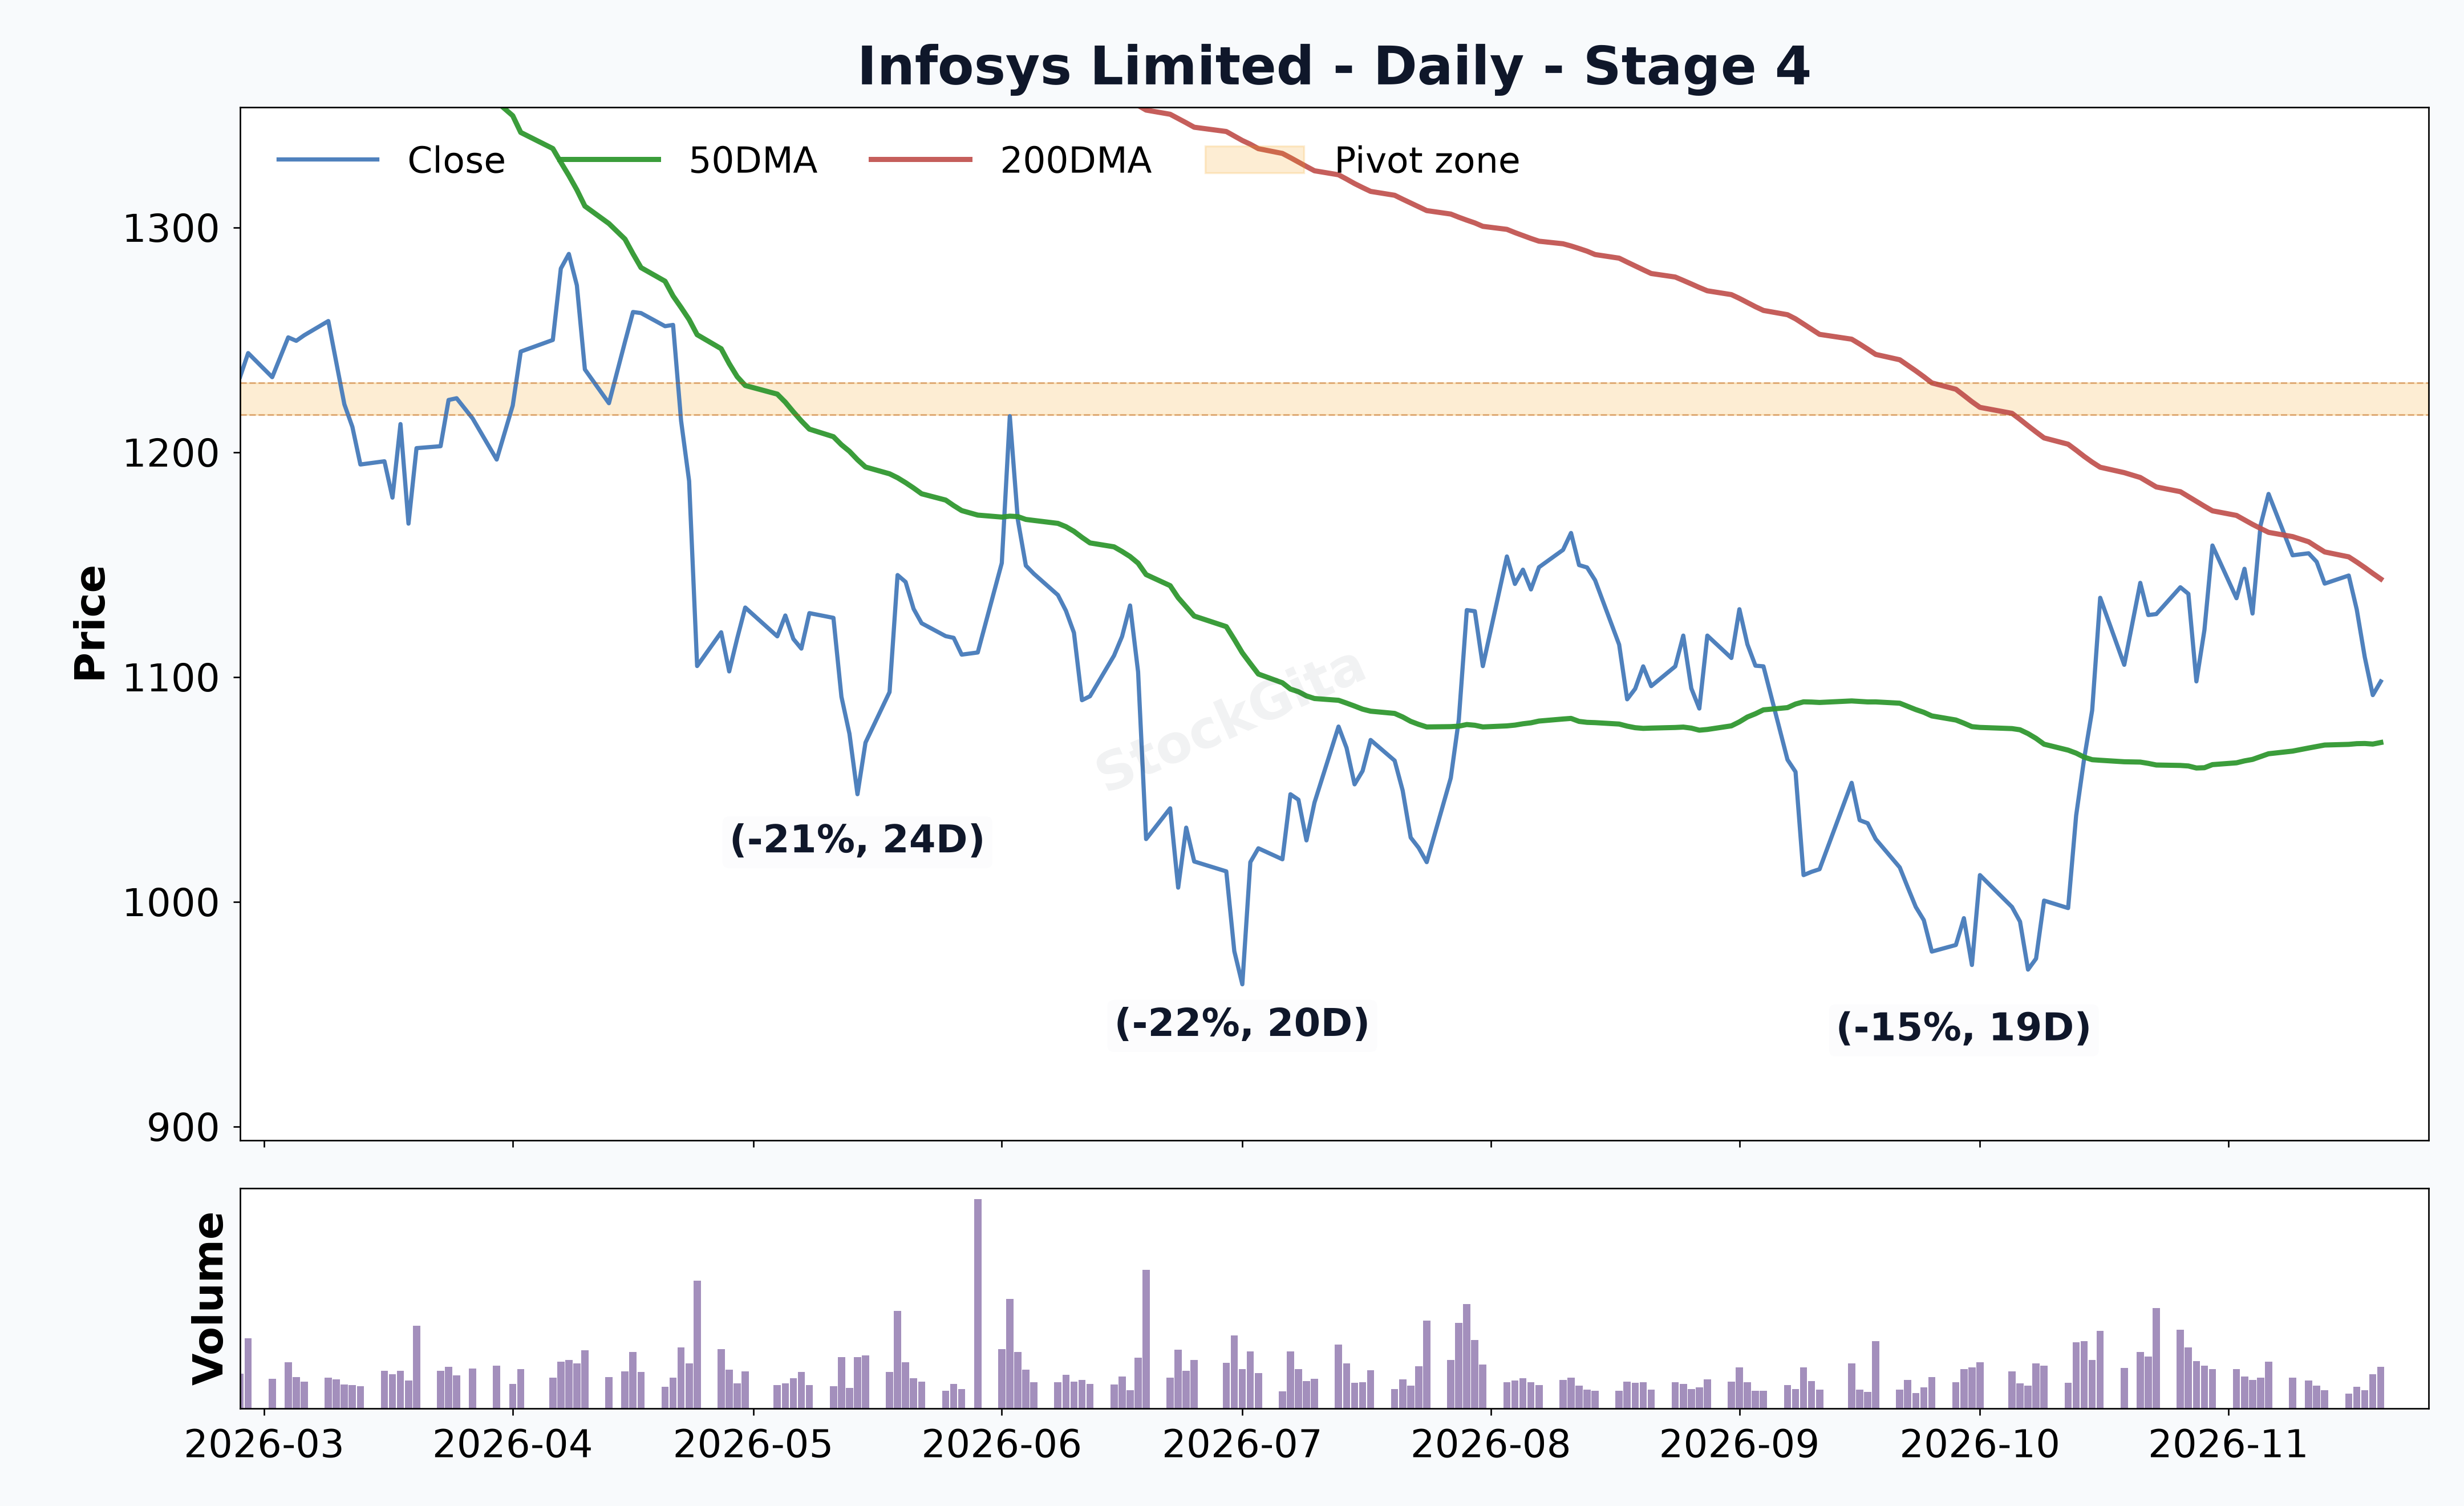 Infosys Limited - Daily - Stage 4
Close 50DMA 200DMA Pivot zone
Price
1300
1200
1100
1000
900
StockGita
(-21%, 24D)
(-22%, 20D)
(-15%, 19D)
Volume
2026-03 2026-04 2026-05 2026-06 2026-07 2026-08 2026-09 2026-10 2026-11